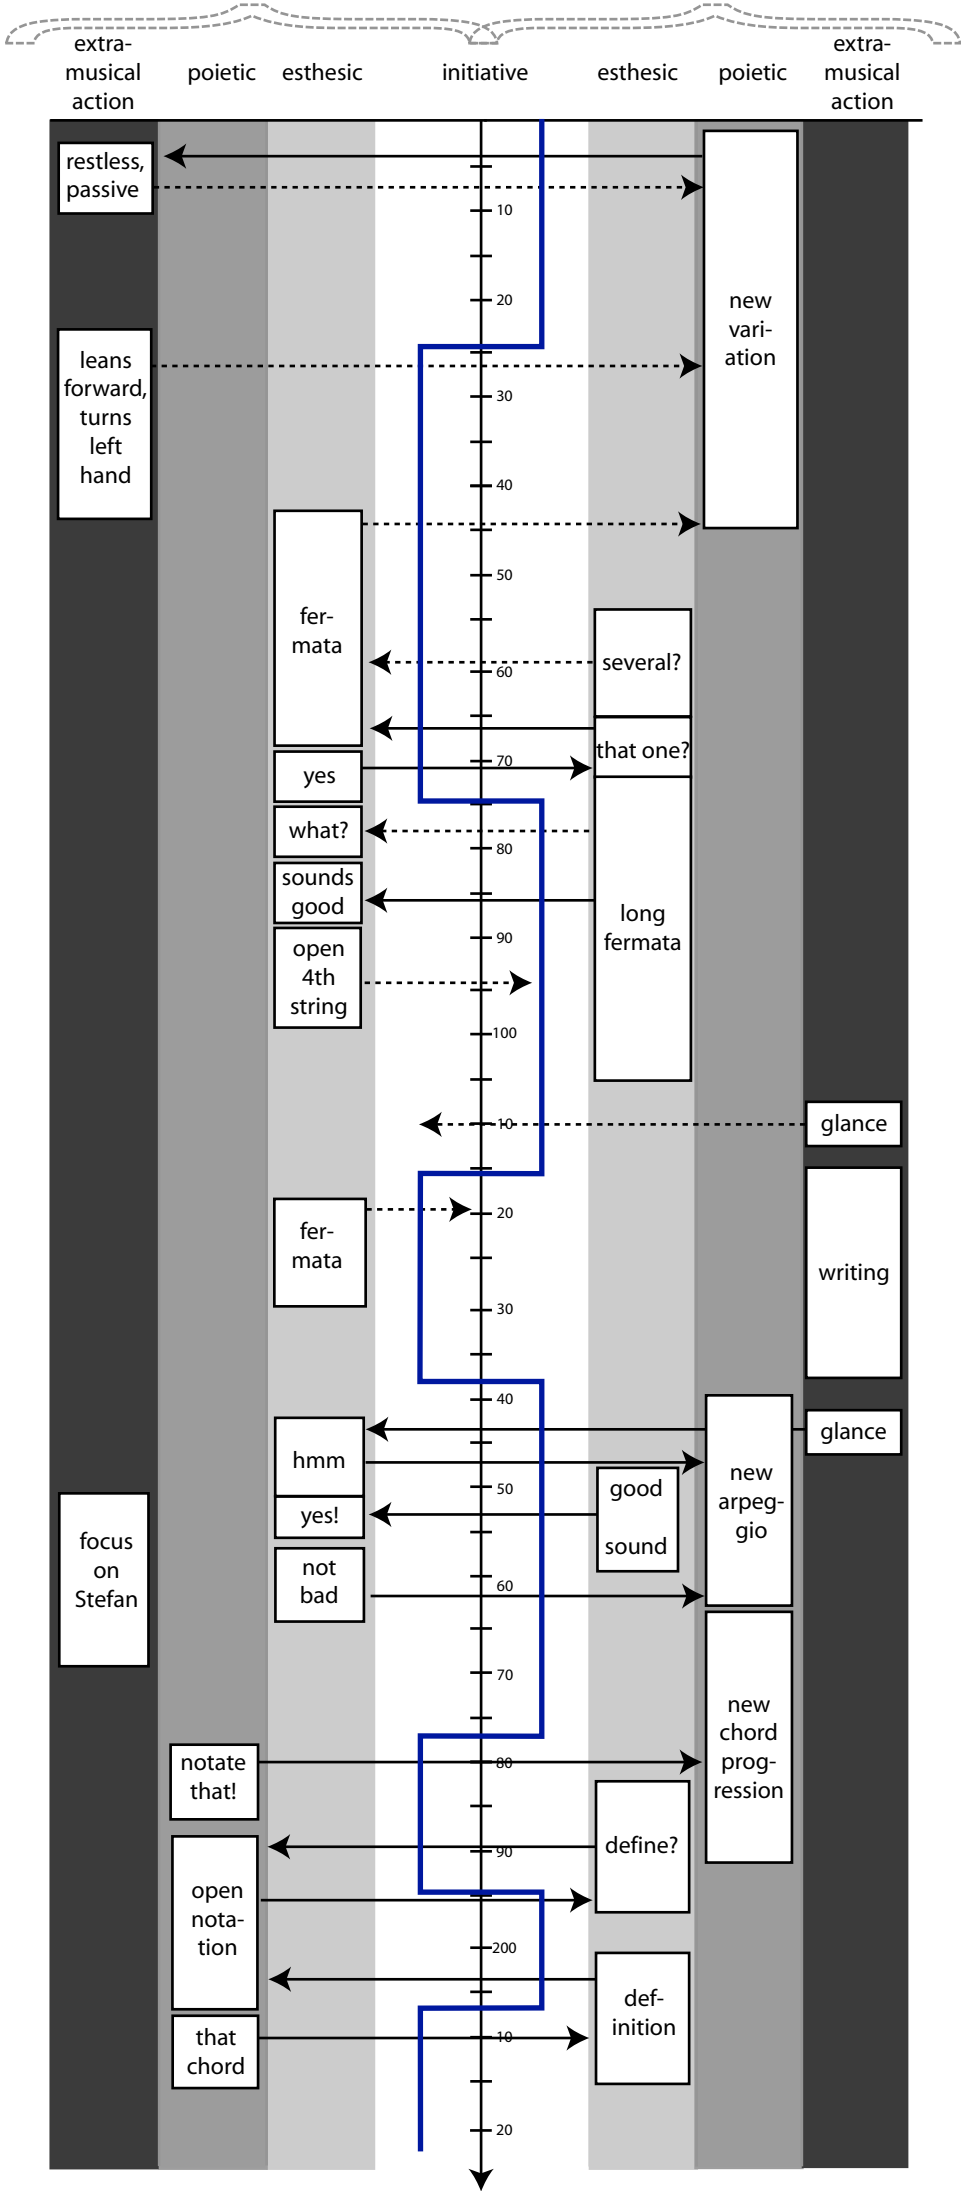 extra-
musical
action
poietic
esthesic
initiative
esthesic
poietic
extra-
musical
action
restless,
passive
10
20
new
vari-
ation
leans
forward,
turns
left
hand
30
40
50
fer-
mata
several?
60
that one?
70
yes
what?
80
sounds
good
long
fermata
90
open
4th
string
100
10
glance
20
fer-
mata
writing
30
40
glance
hmm
new
arpeg-
gio
50
good
sound
yes!
focus
on
Stefan
not
bad
60
70
new
chord
prog-
ression
notate
that!
80
define?
90
open
nota-
tion
200
def-
inition
that
chord
10
20